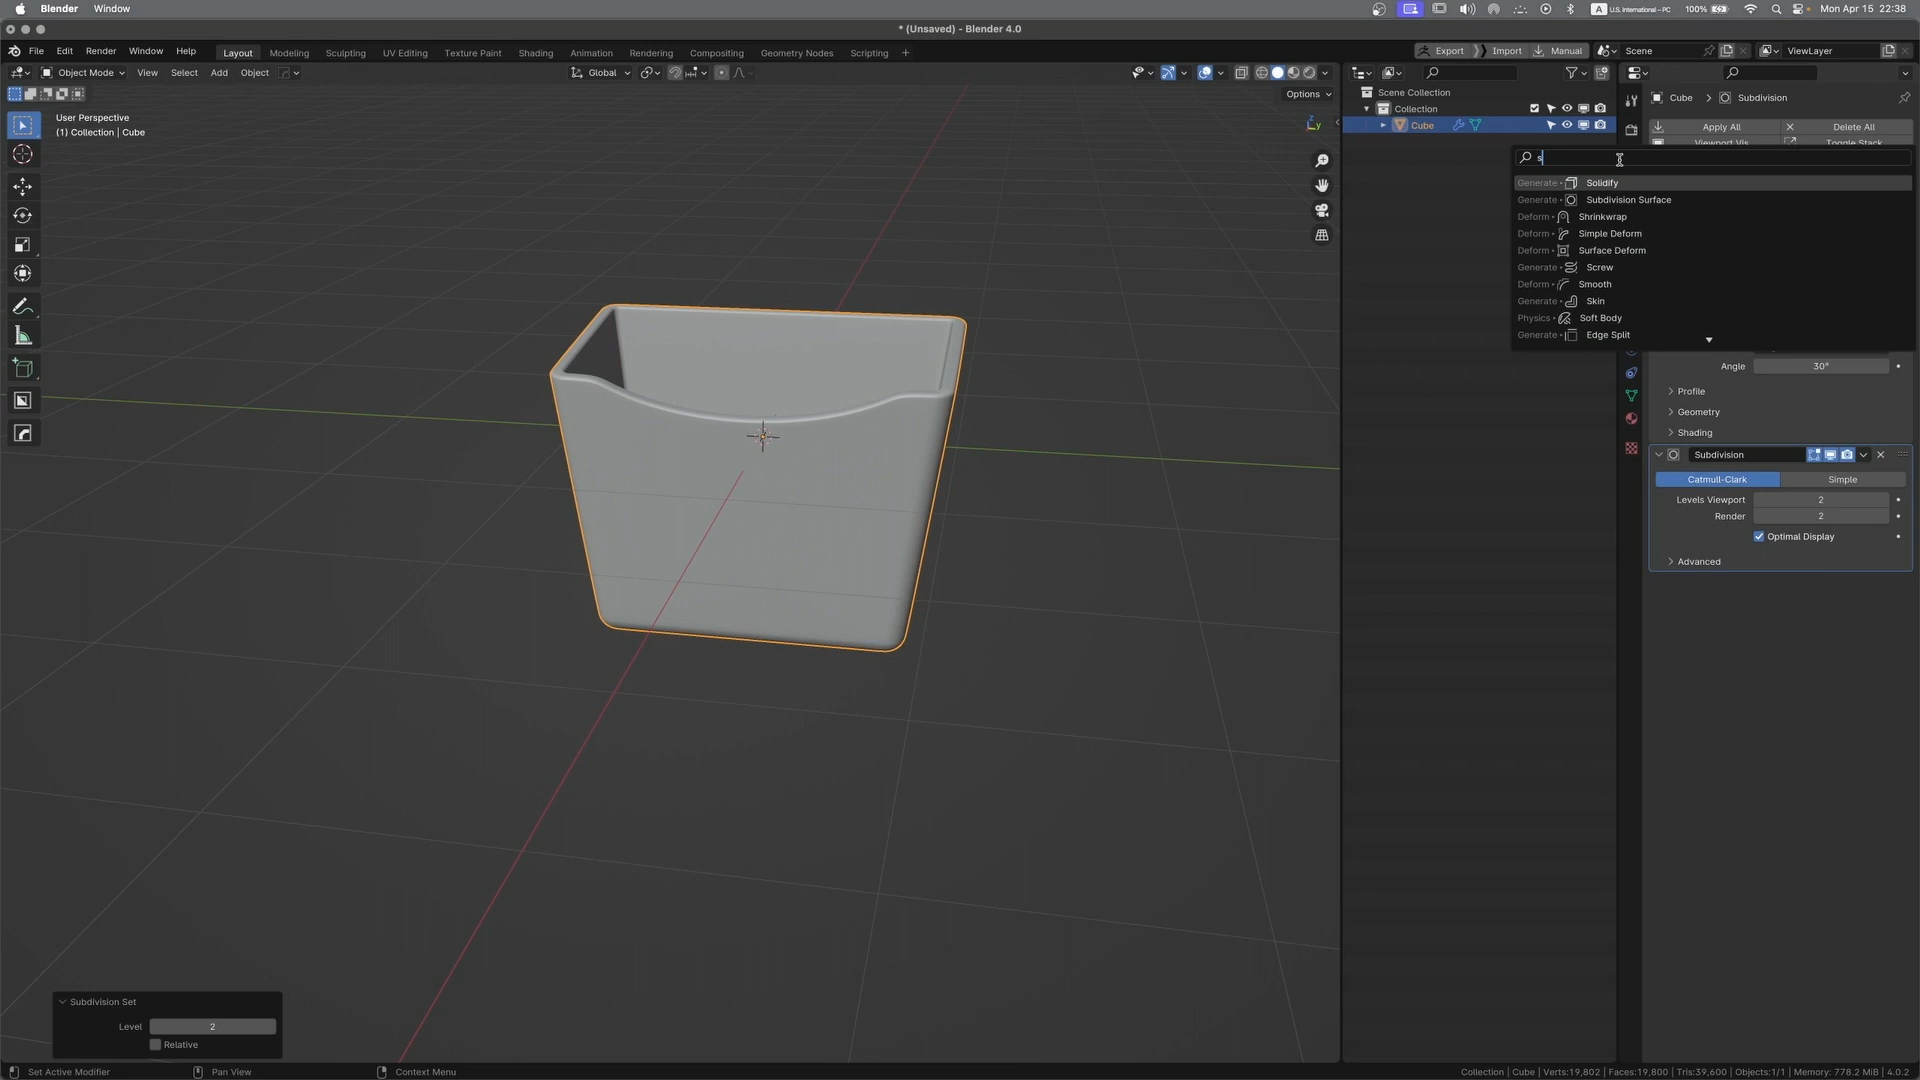 Blender Window
U.S. International – PC 100% Mon Apr 15 22:38
* (Unsaved) - Blender 4.0
File Edit Render Window Help Layout Modeling Sculpting UV Editing Texture Paint Shading Animation Rendering Compositing Geometry Nodes Scripting + Export Import Manual Scene ViewLayer
Object Mode View Select Add Object Global
Options
User Perspective
(1) Collection | Cube
Scene Collection
Collection
Cube
Cube > Subdivision
Apply All Delete All
Viewport Vis Toggle Stack
s
Generate Solidify
Generate Subdivision Surface
Deform Shrinkwrap
Deform Simple Deform
Deform Surface Deform
Generate Screw
Deform Smooth
Generate Skin
Physics Soft Body
Generate Edge Split
Angle 30°
Profile
Geometry
Shading
Subdivision
Catmull-Clark Simple
Levels Viewport 2
Render 2
Optimal Display
Advanced
Subdivision Set
Level 2
Relative
Set Active Modifier Pan View Context Menu Collection | Cube | Verts:19,802 | Faces:19,800 | Tris:39,600 | Objects:1/1 | Memory: 778.2 MiB | 4.0.2